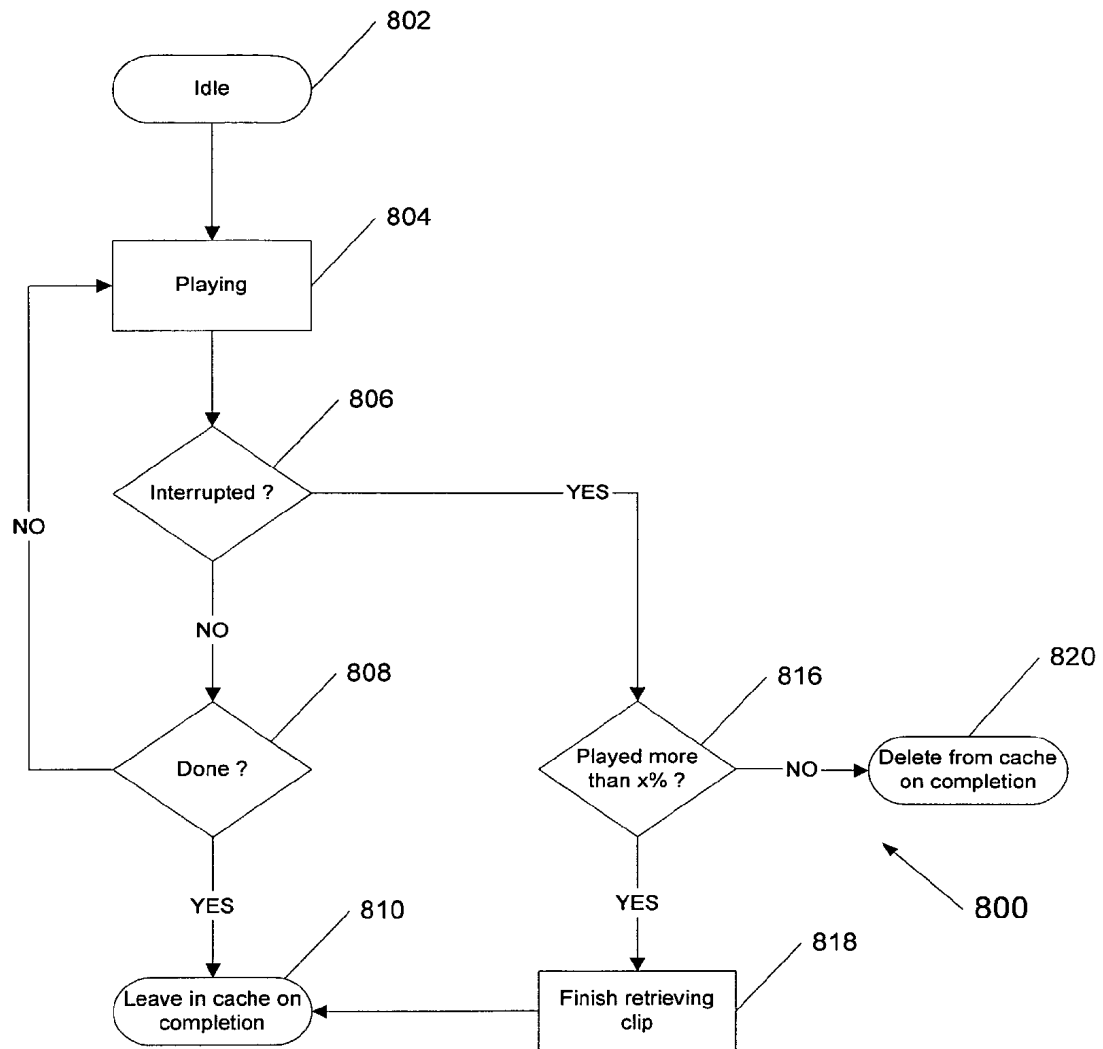 802
Idle
804
Playing
806
Interrupted ?
YES
NO
NO
808
Done ?
816
Played more
than x% ?
NO
820
Delete from cache
on completion
800
YES
810
Leave in cache on
completion
YES
818
Finish retrieving
clip